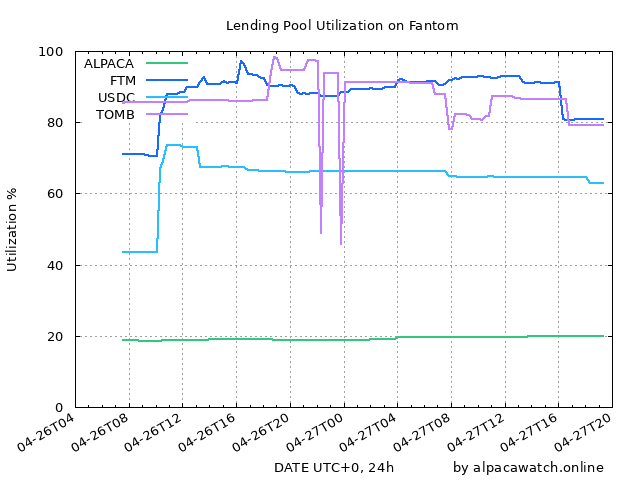 Lending Pool Utilization on Fantom
ALPACA
FTM
USDC
TOMB
Utilization %
100
80
60
40
20
0
04-26T04
04-26T08
04-26T12
04-26T16
04-26T20
04-27T00
04-27T04
04-27T08
04-27T12
04-27T16
04-27T20
DATE UTC+0, 24h
by alpacawatch.online